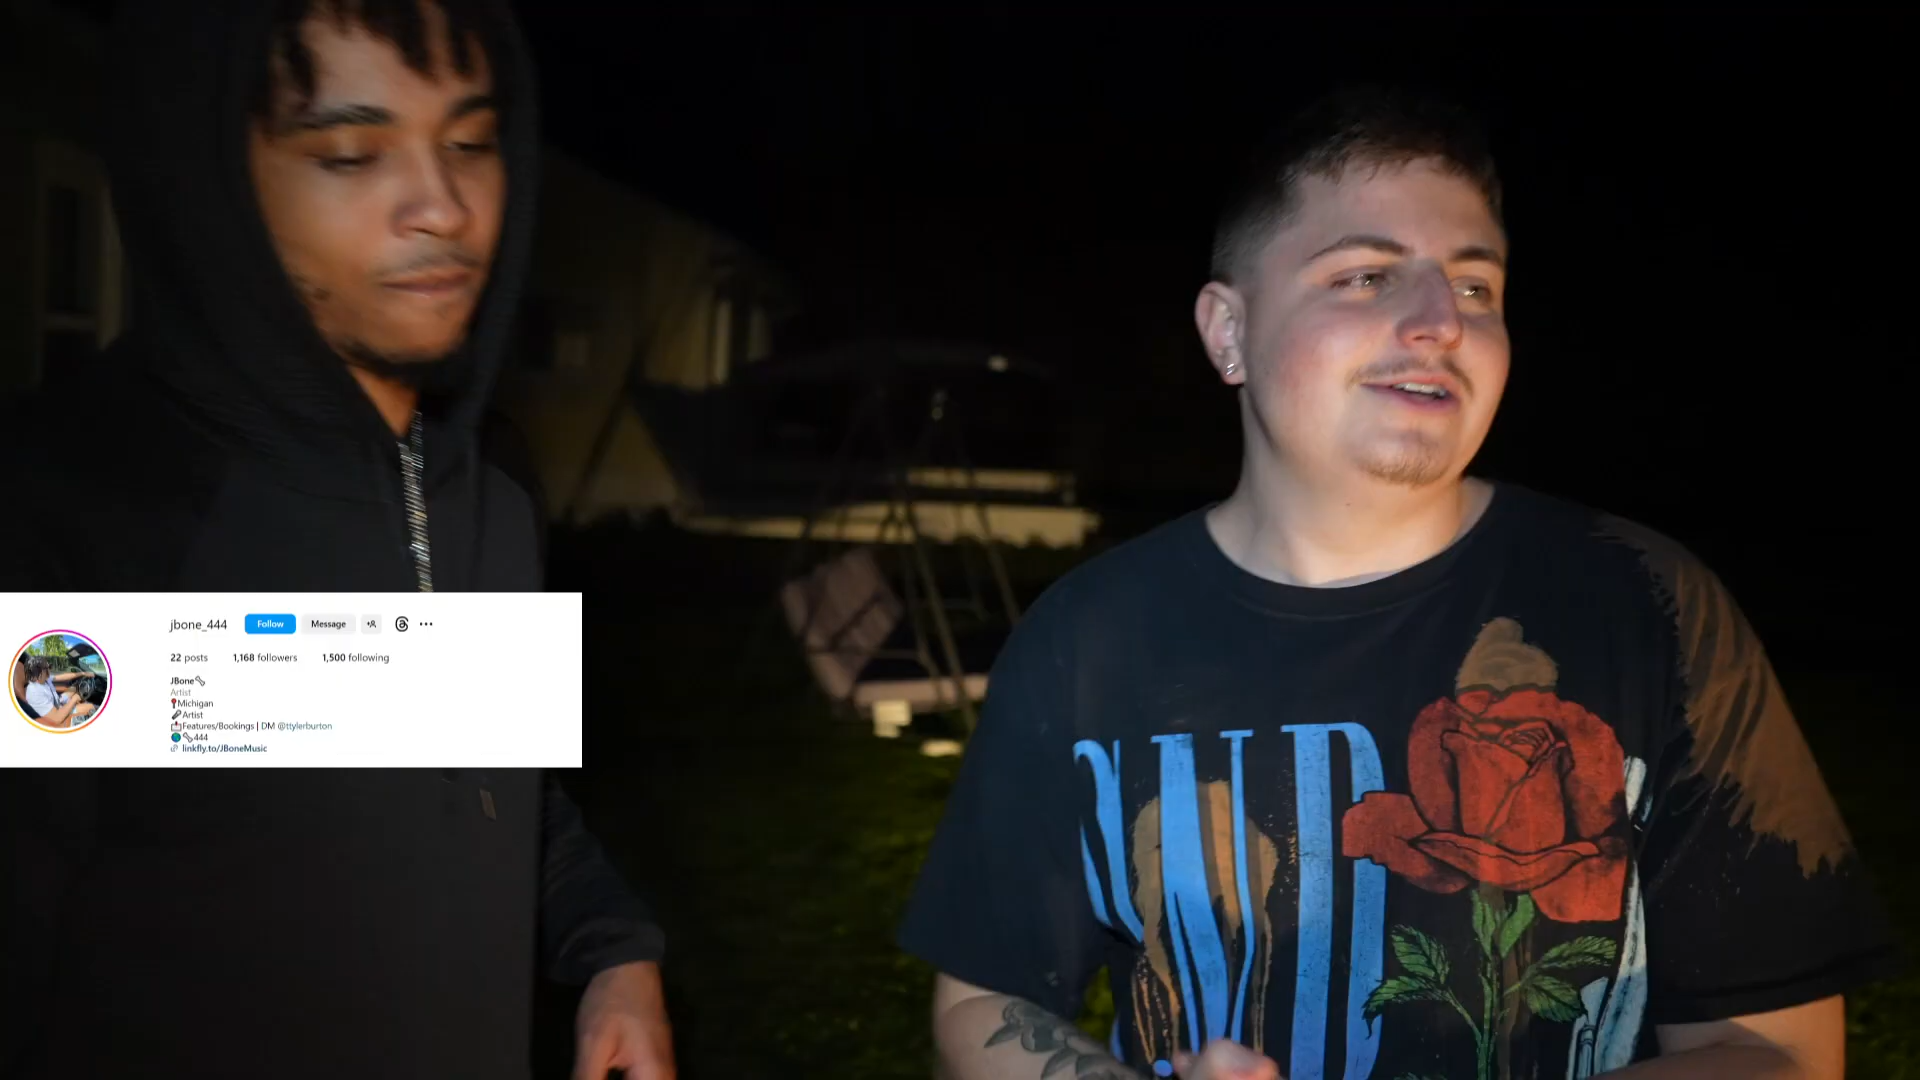 jbone_444 Follow Message
22 posts 1,168 followers 1,500 following
JBone🦴
Artist
📍Michigan
🎤Artist
📩Features/Bookings | DM @ttylerburton
🌎🦴444
linkfly.to/JBoneMusic
ND